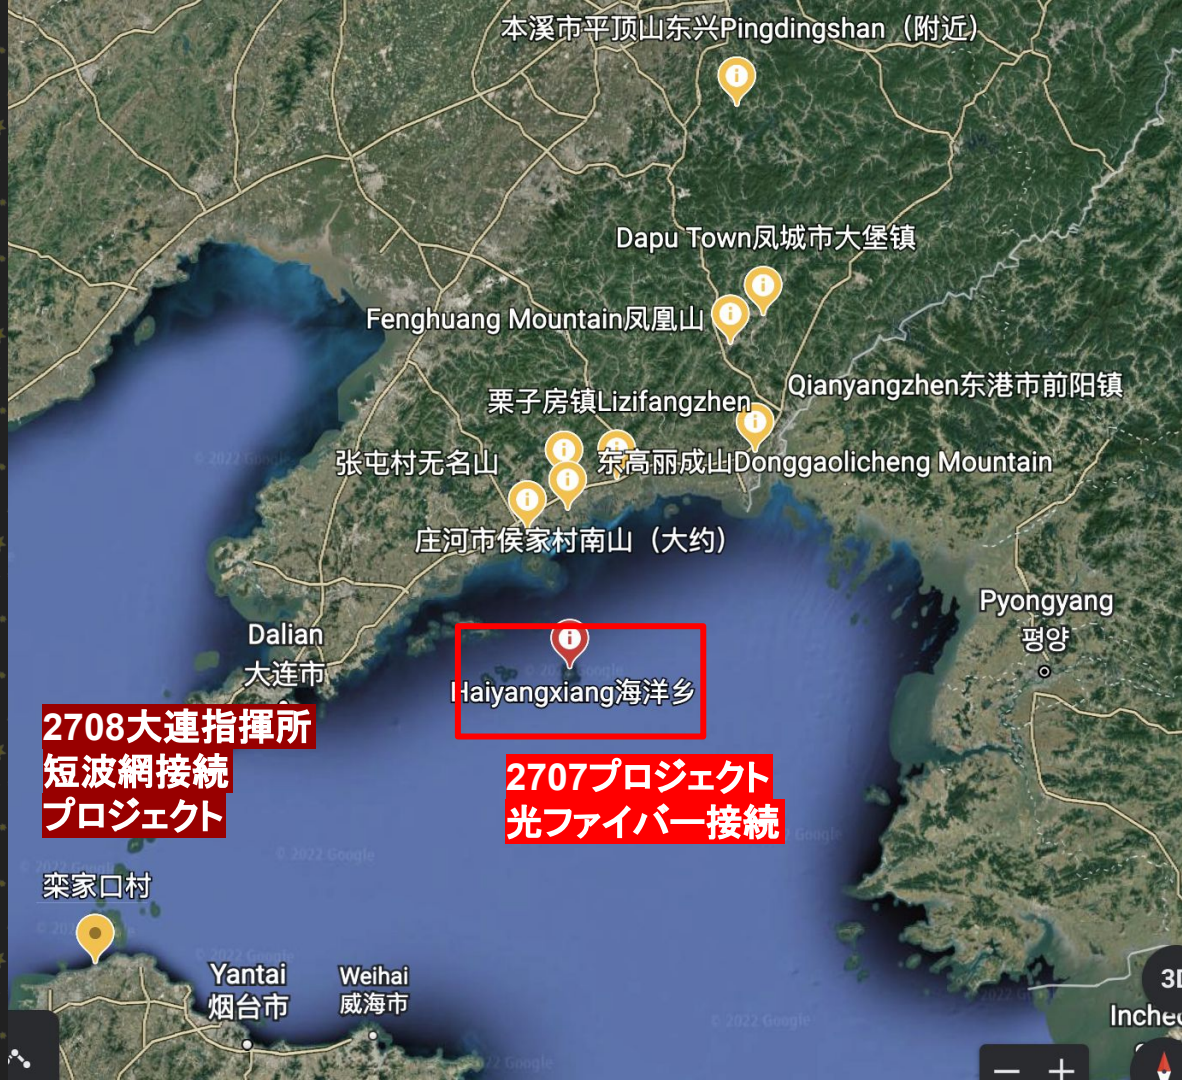 本溪市平顶山东兴Pingdingshan（附近）
Dapu Town凤城市大堡镇
Fenghuang Mountain凤凰山
Qianyangzhen东港市前阳镇
栗子房镇Lizifangzhen
张屯村无名山
东高丽成山Donggaolicheng Mountain
© 2022 Google
庄河市侯家村南山（大约）
Pyongyang
평양
Dalian
大连市
Haiyangxiang海洋乡
2708大連指揮所
短波網接続
プロジェクト
2707プロジェクト
光ファイバー接続
© 2022 Google
© 2022 Google
栾家口村
Yantai
烟台市
Weihai
威海市
3D
© 2022 Google